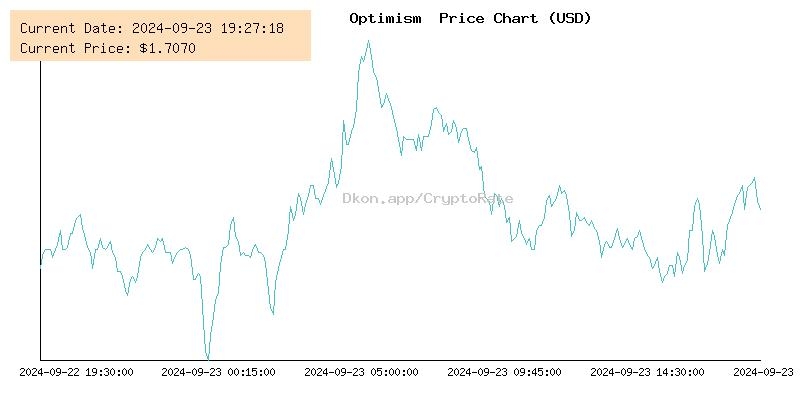 Optimism  Price Chart (USD)
Current Date: 2024-09-23 19:27:18
Current Price: $1.7070
Dkon.app/CryptoRate
2024-09-22 19:30:00 2024-09-23 00:15:00 2024-09-23 05:00:00 2024-09-23 09:45:00 2024-09-23 14:30:00 2024-09-23